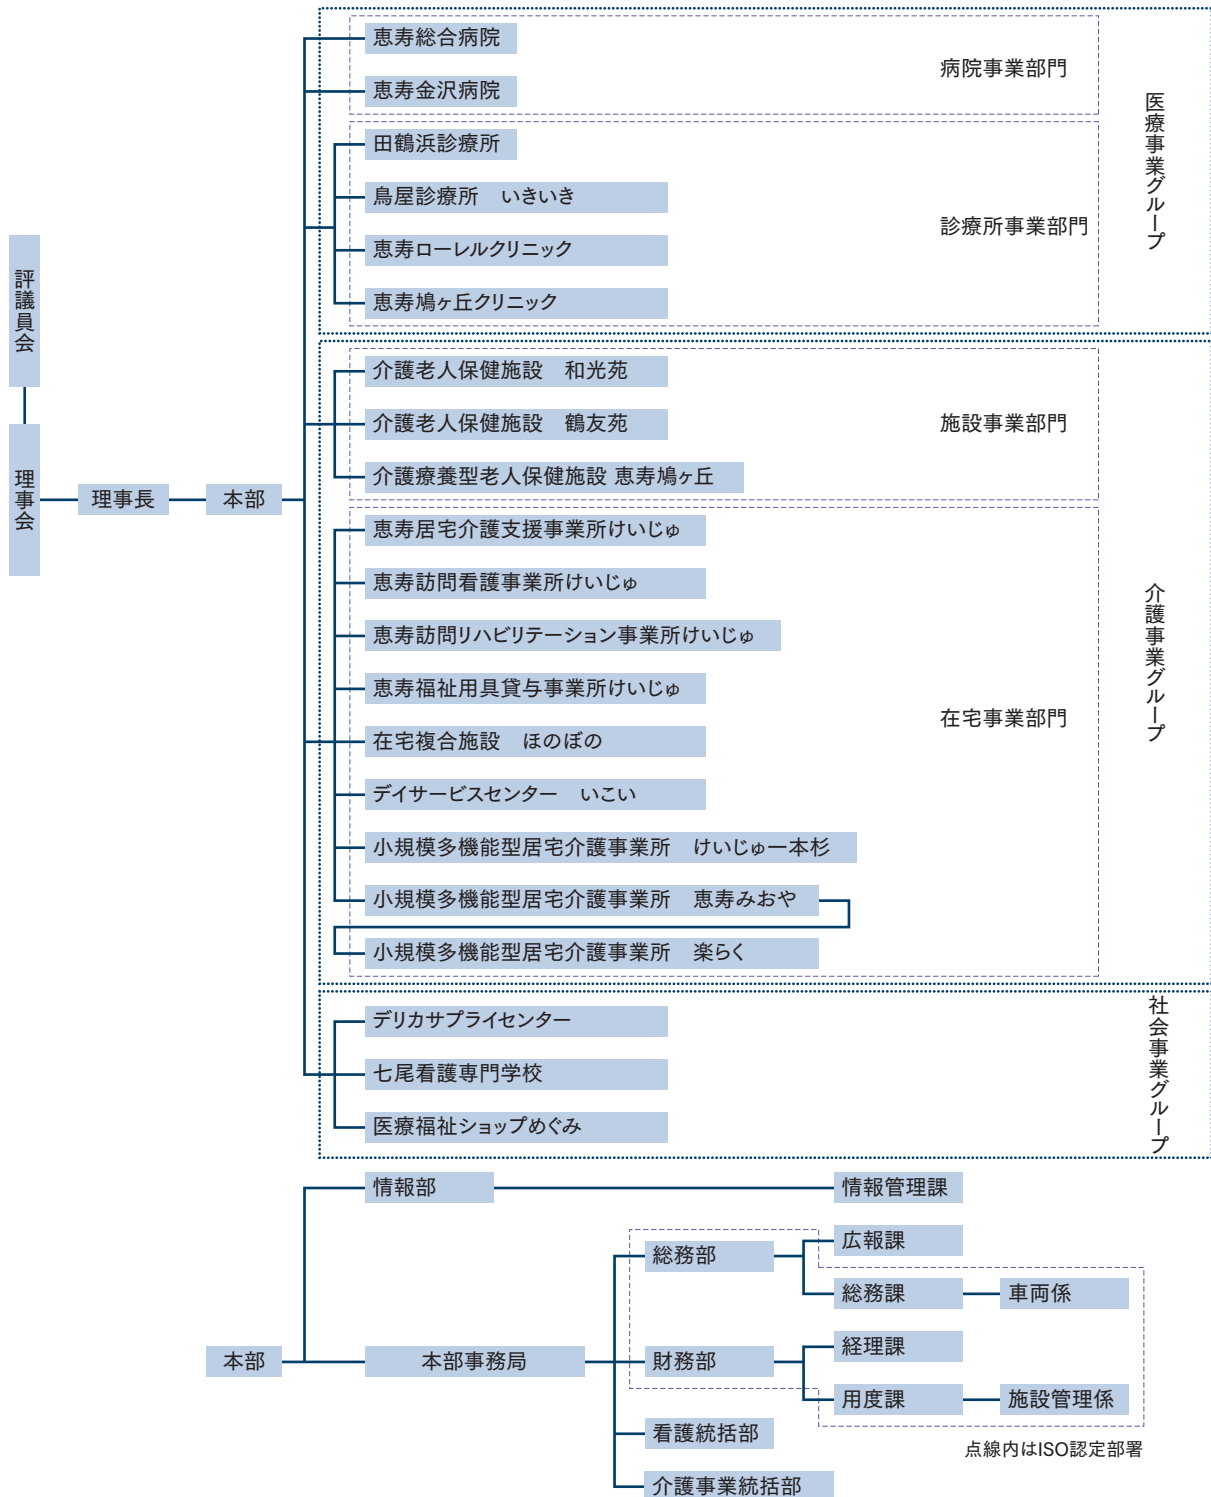 評議員会
理事会
理事長
本部
恵寿総合病院
恵寿金沢病院
病院事業部門
田鶴浜診療所
鳥屋診療所　いきいき
恵寿ローレルクリニック
恵寿鳩ヶ丘クリニック
診療所事業部門
医療事業グループ
介護老人保健施設　和光苑
介護老人保健施設　鶴友苑
介護療養型老人保健施設 恵寿鳩ヶ丘
施設事業部門
恵寿居宅介護支援事業所けいじゅ
恵寿訪問看護事業所けいじゅ
恵寿訪問リハビリテーション事業所けいじゅ
恵寿福祉用具貸与事業所けいじゅ
在宅複合施設　ほのぼの
デイサービスセンター　いこい
小規模多機能型居宅介護事業所　けいじゅ一本杉
小規模多機能型居宅介護事業所　恵寿みおや
小規模多機能型居宅介護事業所　楽らく
在宅事業部門
介護事業グループ
デリカサプライセンター
七尾看護専門学校
医療福祉ショップめぐみ
社会事業グループ
本部
情報部
情報管理課
本部事務局
総務部
広報課
総務課
車両係
財務部
経理課
用度課
施設管理係
看護統括部
介護事業統括部
点線内はISO認定部署